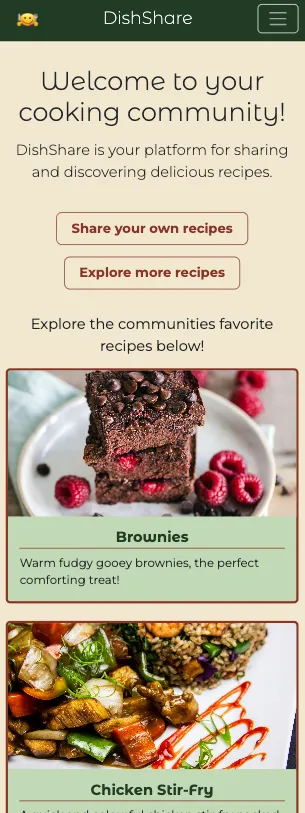 DishShare
Welcome to your
cooking community!
DishShare is your platform for sharing
and discovering delicious recipes.
Share your own recipes
Explore more recipes
Explore the communities favorite
recipes below!
Brownies
Warm fudgy gooey brownies, the perfect
comforting treat!
Chicken Stir-Fry